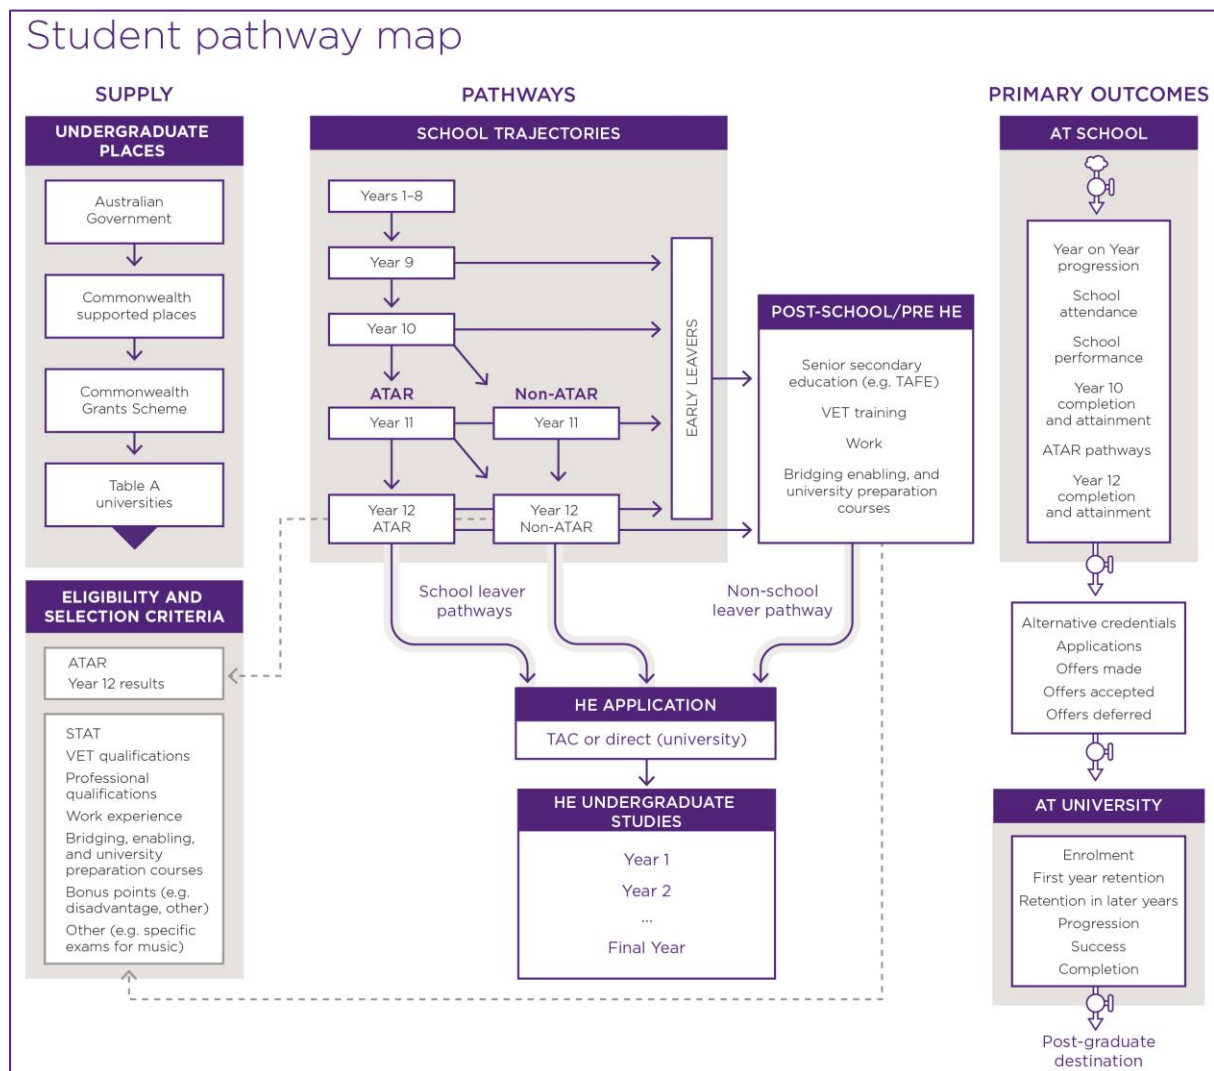 Student pathway map
SUPPLY
UNDERGRADUATE
PLACES
Australian
Government
Commonwealth
supported places
Commonwealth
Grants Scheme
Table A
universities
ELIGIBILITY AND
SELECTION CRITERIA
ATAR
Year 12 results
STAT
VET qualifications
Professional
qualifications
Work experience
Bridging, enabling,
and university
preparation courses
Bonus points (e.g.
disadvantage, other)
Other (e.g. specific
exams for music)
PATHWAYS
SCHOOL TRAJECTORIES
Years 1–8
Year 9
Year 10
ATAR
Non-ATAR
Year 11
Year 11
Year 12
ATAR
Year 12
Non-ATAR
EARLY LEAVERS
POST-SCHOOL/PRE HE
Senior secondary
education (e.g. TAFE)
VET training
Work
Bridging enabling, and
university preparation
courses
School leaver
pathways
Non-school
leaver pathway
HE APPLICATION
TAC or direct (university)
HE UNDERGRADUATE
STUDIES
Year 1
Year 2
...
Final Year
PRIMARY OUTCOMES
AT SCHOOL
Year on Year
progression
School
attendance
School
performance
Year 10
completion
and attainment
ATAR pathways
Year 12
completion
and attainment
Alternative credentials
Applications
Offers made
Offers accepted
Offers deferred
AT UNIVERSITY
Enrolment
First year retention
Retention in later years
Progression
Success
Completion
Post-graduate
destination